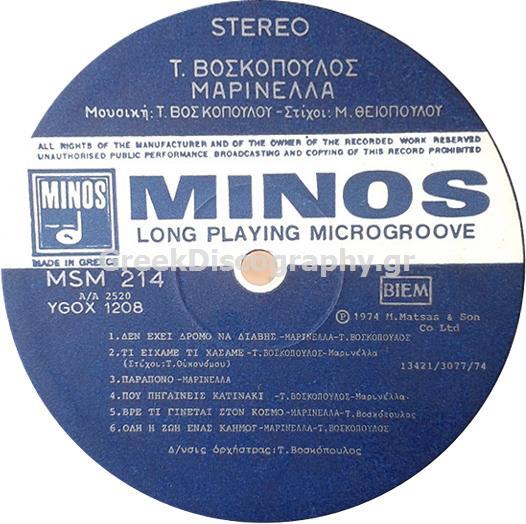 STEREO
Τ. ΒΟΣΚΟΠΟΥΛΟΣ
ΜΑΡΙΝΕΛΛΑ
Μουσική: Τ. ΒΟΣΚΟΠΟΥΛΟΥ - Στίχοι: Μ. ΘΕΙΟΠΟΥΛΟΥ
ALL RIGHTS OF THE MANUFACTURER AND OF THE OWNER OF THE RECORDED WORK RESERVED
UNAUTHORISED PUBLIC PERFORMANCE BROADCASTING AND COPYING OF THIS RECORD PROHIBITED
MINOS
MINOS
LONG PLAYING MICROGROOVE
MADE IN GREECE
GreekDiscography.gr
MSM 214
A/A 2520
YGOX 1208
BIEM
Ⓟ 1974 M.Matsas & Son
Co Ltd
13421/3077/74
1.ΔΕΝ ΕΧΕΙ ΔΡΟΜΟ ΝΑ ΔΙΑΒΗΣ-ΜΑΡΙΝΕΛΛΑ-Τ.ΒΟΣΚΟΠΟΥΛΟΣ
2.ΤΙ ΕΙΧΑΜΕ ΤΙ ΧΑΣΑΜΕ-Τ.ΒΟΣΚΟΠΟΥΛΟΣ-Μαρινέλλα
(Στίχοι:Τ.Οἰκονόμου)
3.ΠΑΡΑΠΟΝΟ-ΜΑΡΙΝΕΛΛΑ
4.ΠΟΥ ΠΗΓΑΙΝΕΙΣ ΚΑΤΙΝΑΚΙ -Τ.ΒΟΣΚΟΠΟΥΛΟΣ-Μαρινέλλα
5.ΒΡΕ ΤΙ ΓΙΝΕΤΑΙ ΣΤΟΝ ΚΟΣΜΟ-ΜΑΡΙΝΕΛΛΑ-Τ.Βοσκόπουλος
6.ΟΛΗ Η ΖΩΗ ΕΝΑΣ ΚΑΗΜΟΣ-ΜΑΡΙΝΕΛΛΑ-Τ.ΒΟΣΚΟΠΟΥΛΟΣ
Δ/νσις ὀρχήστρας:Τ.Βοσκόπουλος